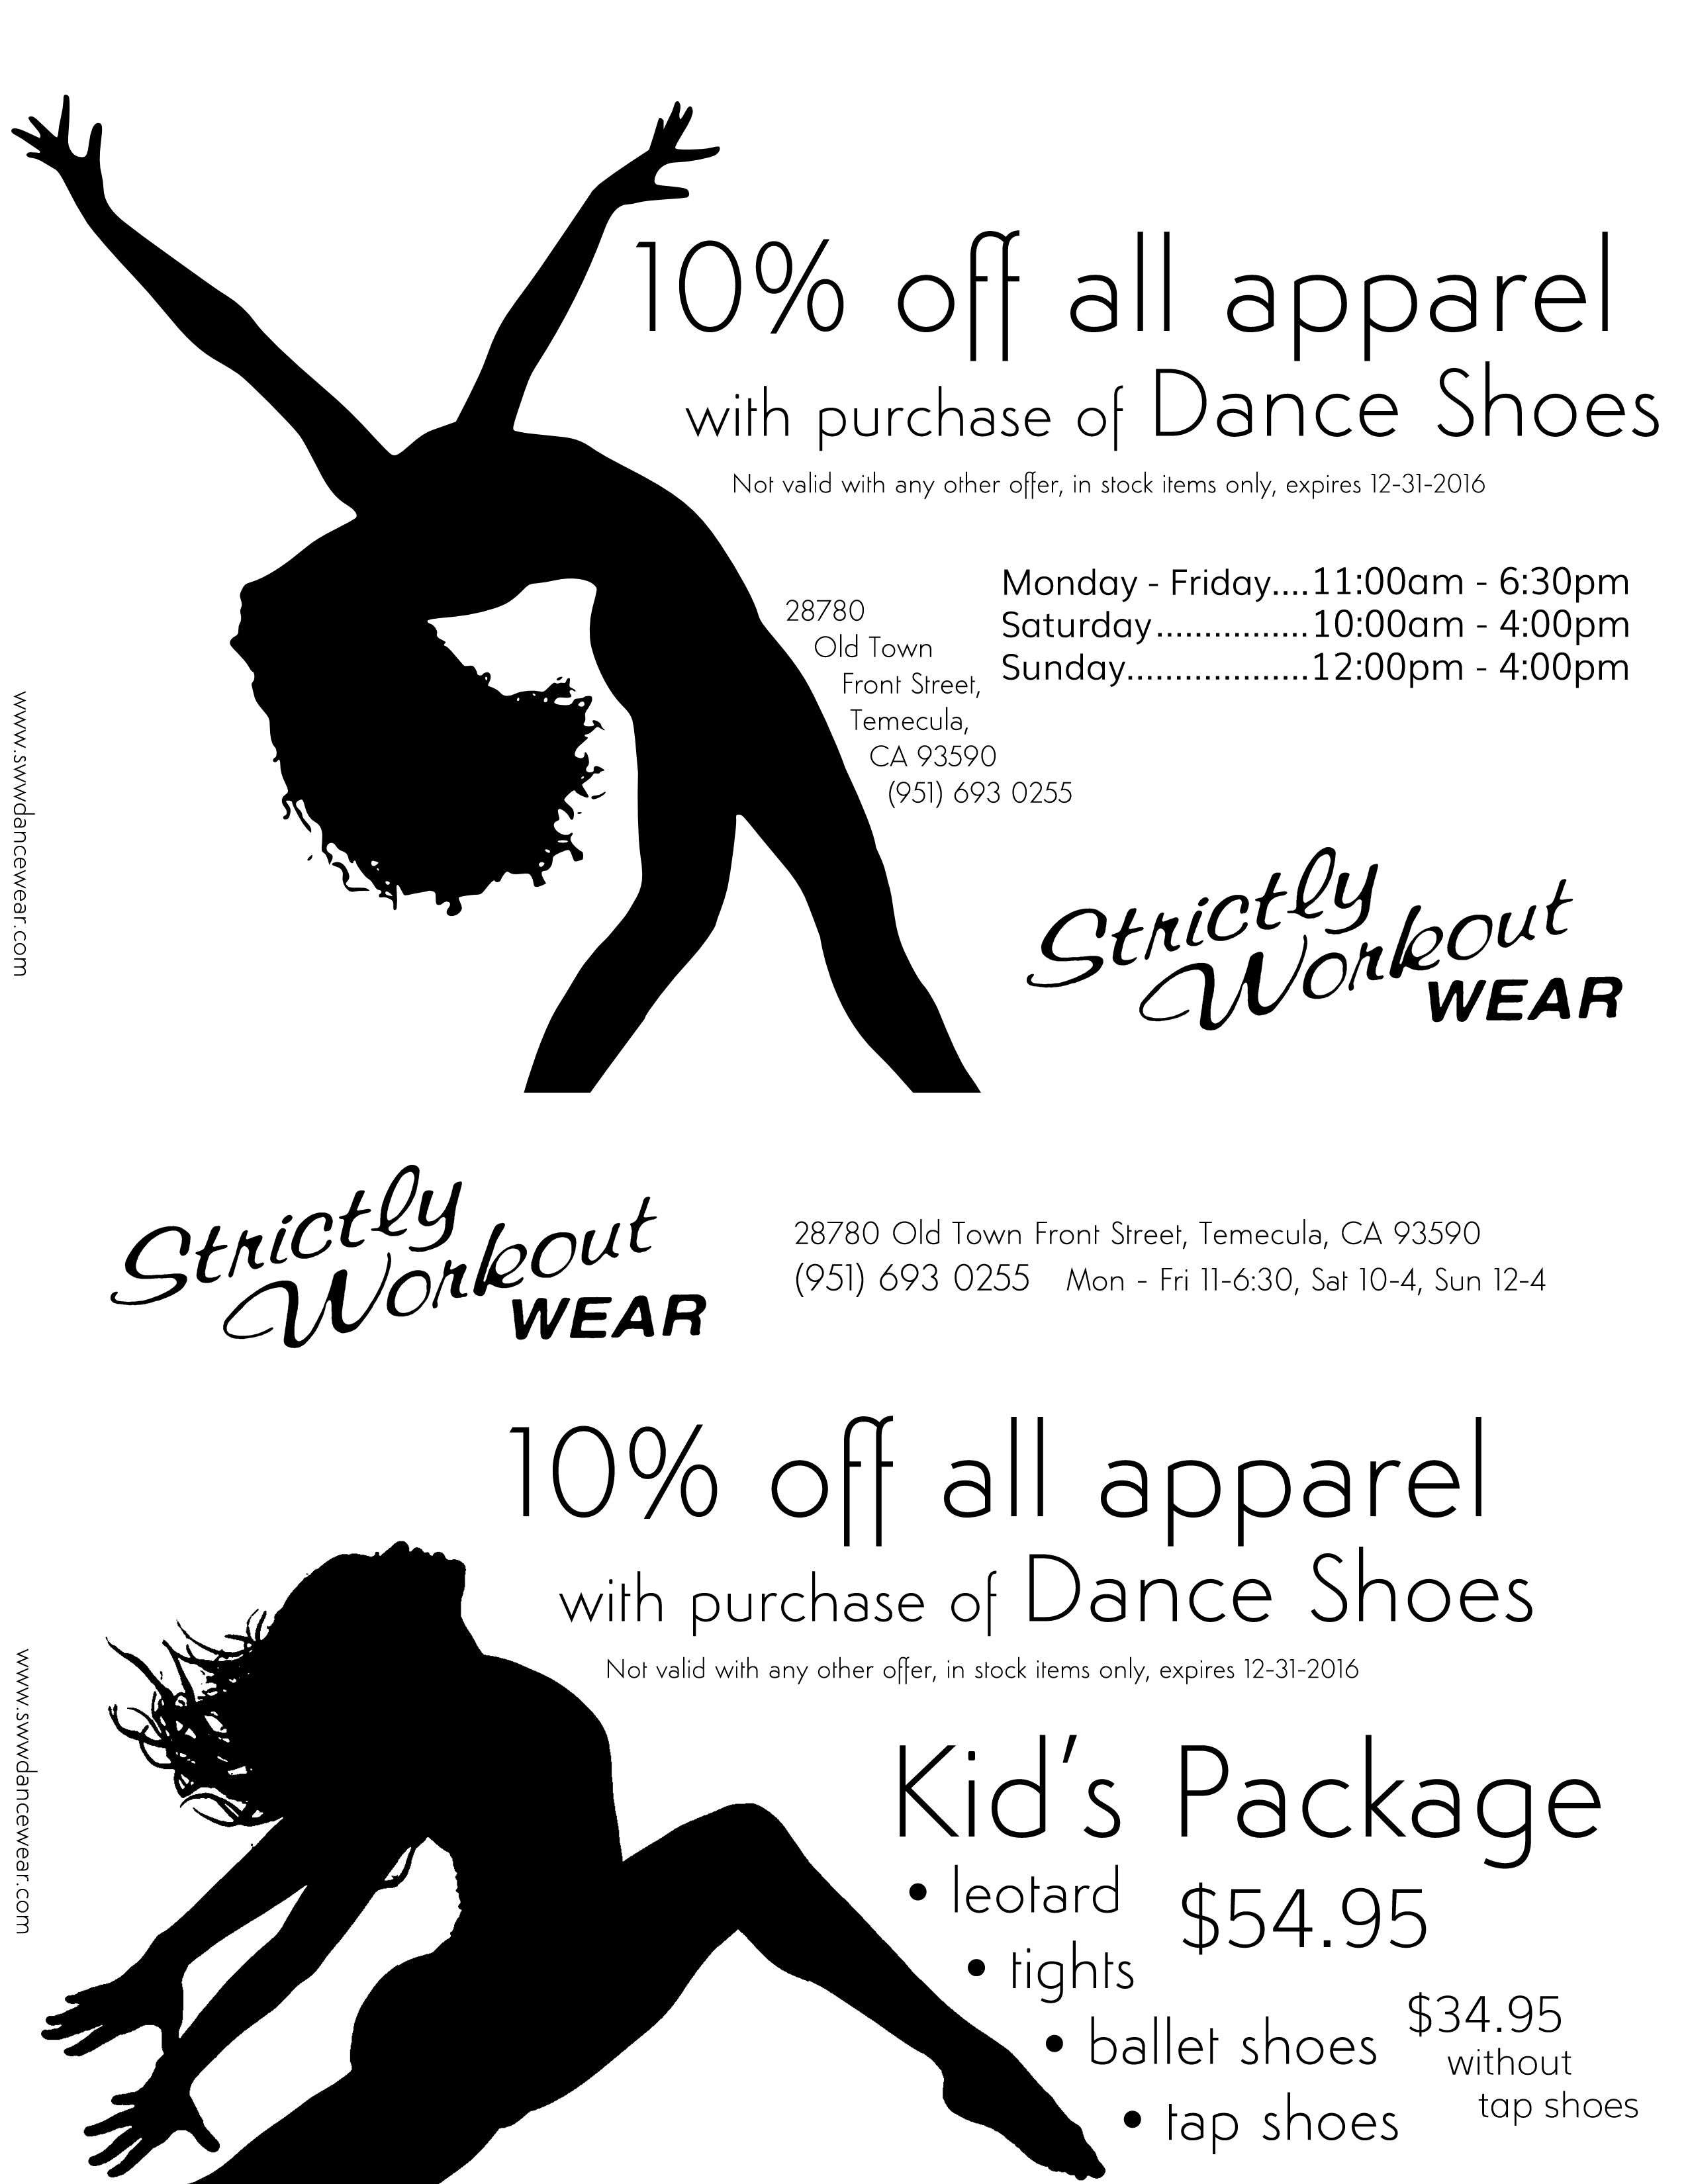 10% off all apparel
with purchase of Dance Shoes
Not valid with any other offer, in stock items only, expires 12-31-2016
Monday - Friday....11:00am - 6:30pm
Saturday................10:00am - 4:00pm
Sunday...................12:00pm - 4:00pm
28780
Old Town
Front Street,
Temecula,
CA 93590
(951) 693 0255
www.swwdancewear.com
Strictly
Workout
WEAR
Strictly
Workout
WEAR
28780 Old Town Front Street, Temecula, CA 93590
(951) 693 0255 Mon - Fri 11-6:30, Sat 10-4, Sun 12-4
10% off all apparel
with purchase of Dance Shoes
Not valid with any other offer, in stock items only, expires 12-31-2016
www.swwdancewear.com
Kid's Package
• leotard
$54.95
• tights
• ballet shoes
• tap shoes
$34.95
without
tap shoes